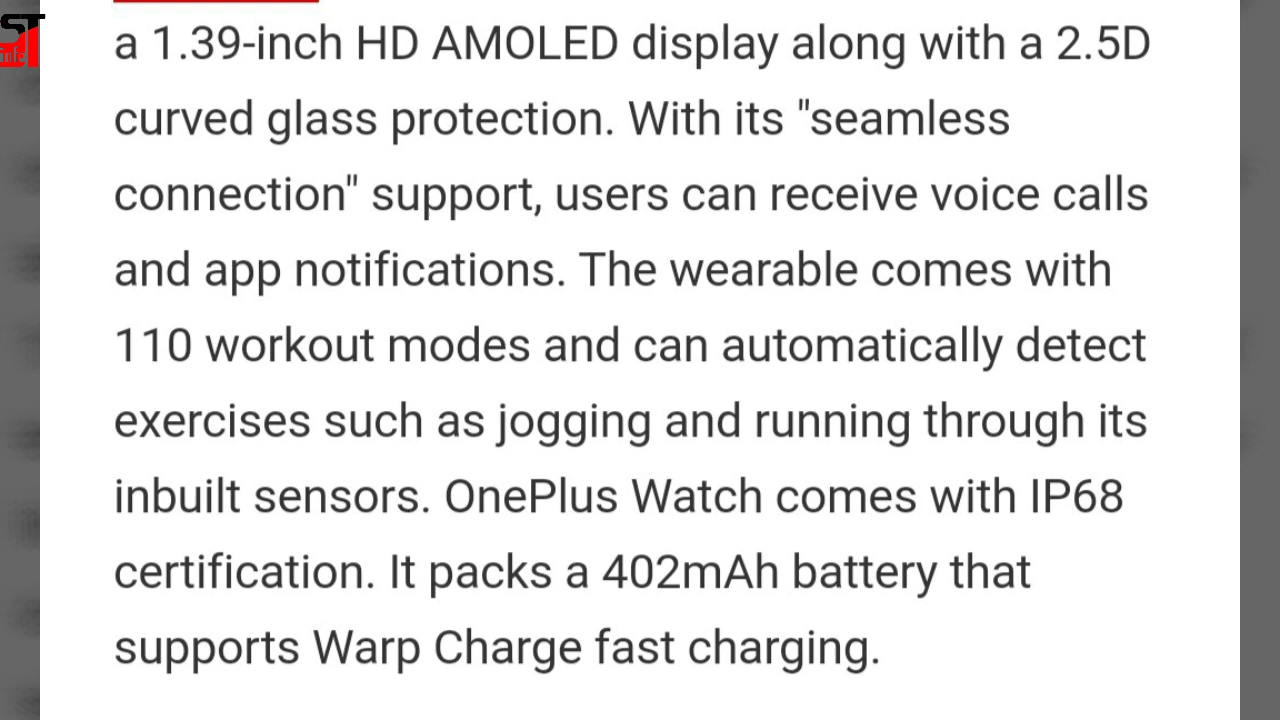 ST
a 1.39-inch HD AMOLED display along with a 2.5D
curved glass protection. With its "seamless
connection" support, users can receive voice calls
and app notifications. The wearable comes with
110 workout modes and can automatically detect
exercises such as jogging and running through its
inbuilt sensors. OnePlus Watch comes with IP68
certification. It packs a 402mAh battery that
supports Warp Charge fast charging.